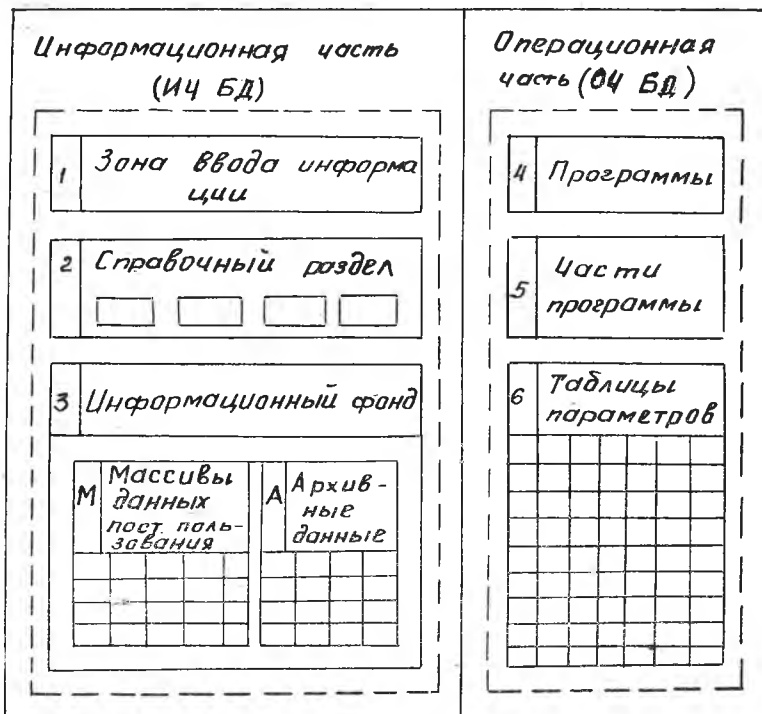 Информационная часть
(ИЧ БД)
1
Зона ввода информа
ции
2
Справочный раздел
3
Информационный фонд
М
Массивы
данных
пост. поль-
зования
А
Архив-
ные
данные
Операционная
часть (ОЧ БД)
4
Программы
5
Части
программы
6
Таблицы
параметров